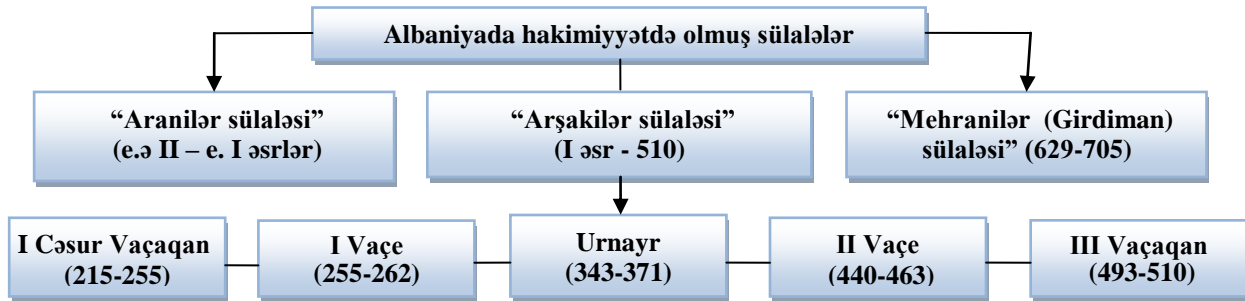 Albaniyada hakimiyyətdə olmuş sülalələr
“Aranilər sülaləsi”
(e.ə II – e. I əsrlər)
“Arşakilər sülaləsi”
(I əsr - 510)
“Mehranilər (Girdiman)
sülaləsi” (629-705)
I Cəsur Vaçaqan
(215-255)
I Vaçe
(255-262)
Urnayr
(343-371)
II Vaçe
(440-463)
III Vaçaqan
(493-510)